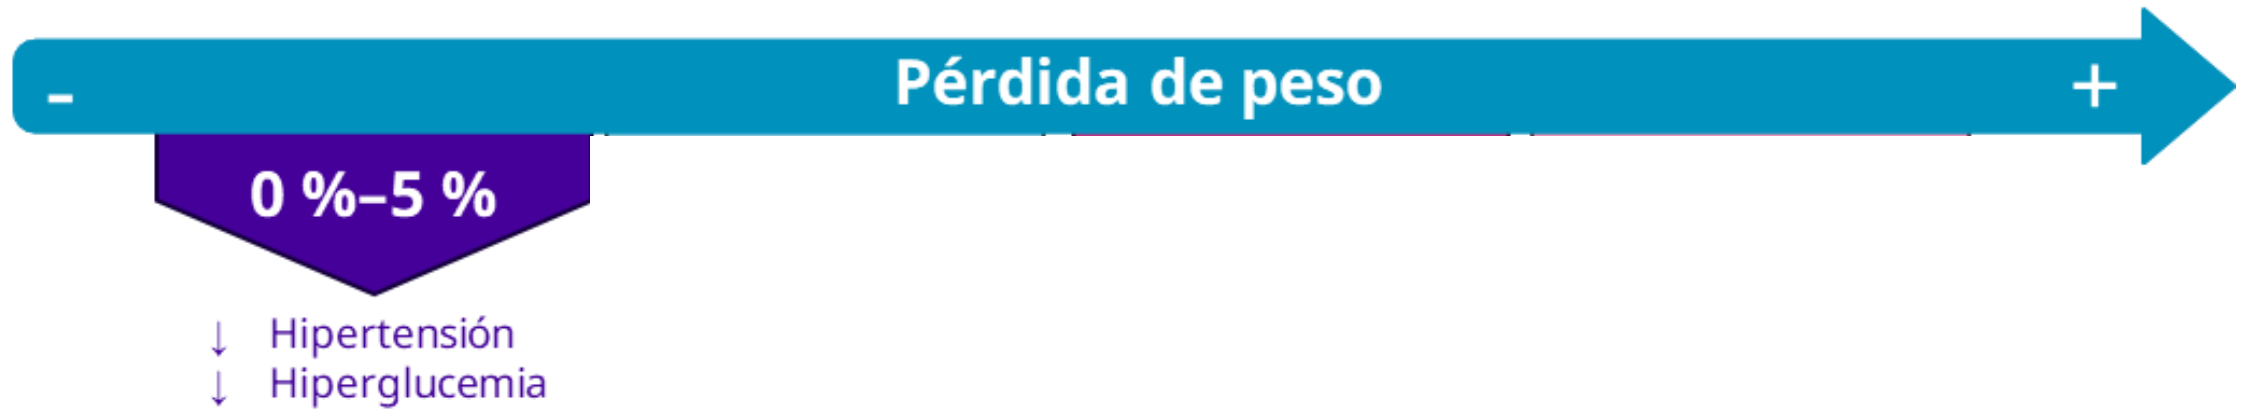 - Pérdida de peso +
0 %–5 %
↓ Hipertensión
↓ Hiperglucemia